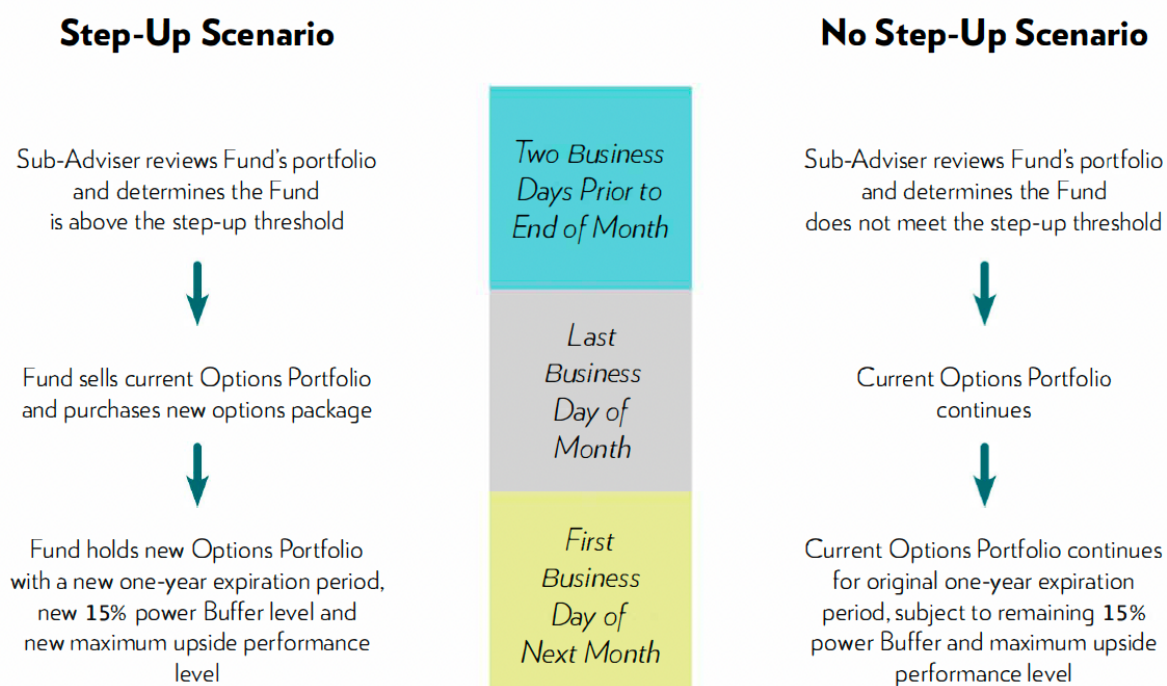 Step-Up Scenario
Sub-Adviser reviews Fund's portfolio
and determines the Fund
is above the step-up threshold
Fund sells current Options Portfolio
and purchases new options package
Fund holds new Options Portfolio
with a new one-year expiration period,
new 15% power Buffer level and
new maximum upside performance
level
Two Business
Days Prior to
End of Month
Last
Business
Day of
Month
First
Business
Day of
Next Month
No Step-Up Scenario
Sub-Adviser reviews Fund's portfolio
and determines the Fund
does not meet the step-up threshold
Current Options Portfolio
continues
Current Options Portfolio continues
for original one-year expiration
period, subject to remaining 15%
power Buffer and maximum upside
performance level